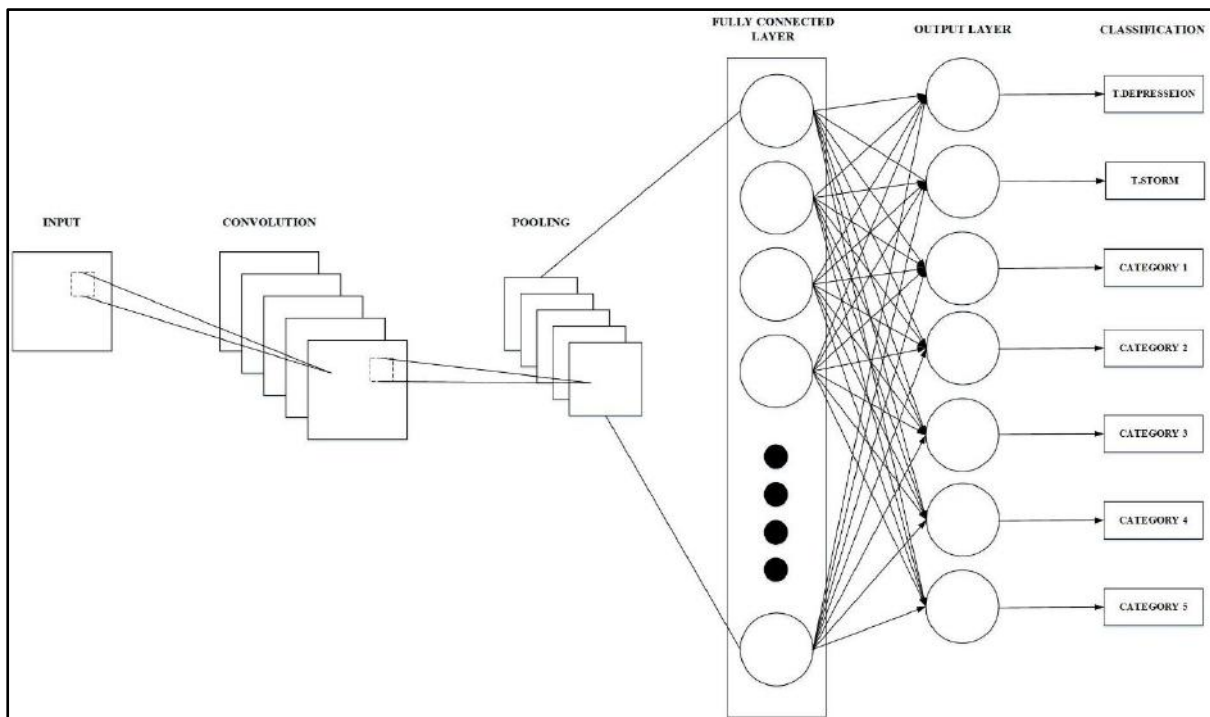 FULLY CONNECTED
LAYER
OUTPUT LAYER
CLASSIFICATION
T.DEPRESSEION
T.STORM
INPUT
CONVOLUTION
POOLING
CATEGORY 1
CATEGORY 2
CATEGORY 3
CATEGORY 4
CATEGORY 5